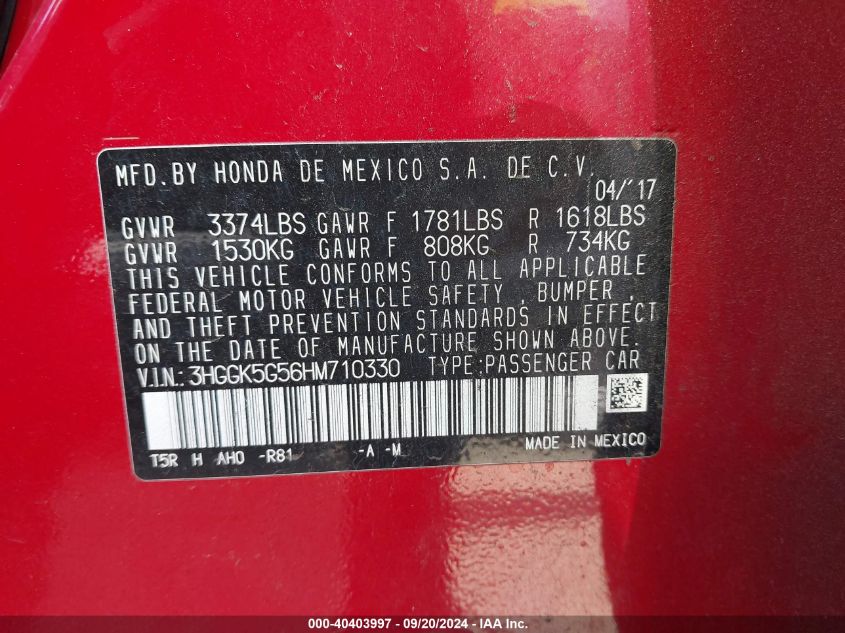 MFD.BY HONDA DE MEXICO S.A. DE C.V.
04/'17
GVWR 3374LBS GAWR F 1781LBS R 1618LBS
GVWR 1530KG GAWR F 808KG R 734KG
THIS VEHICLE CONFORMS TO ALL APPLICABLE
FEDERAL MOTOR VEHICLE SAFETY , BUMPER ,
AND THEFT PREVENTION STANDARDS IN EFFECT
ON THE DATE OF MANUFACTURE SHOWN ABOVE.
V.I.N.:3HGGK5G56HM710330 TYPE:PASSENGER CAR
T5R H AH0 -R81 -A -M MADE IN MEXICO
000-40403997 - 09/20/2024 - IAA Inc.